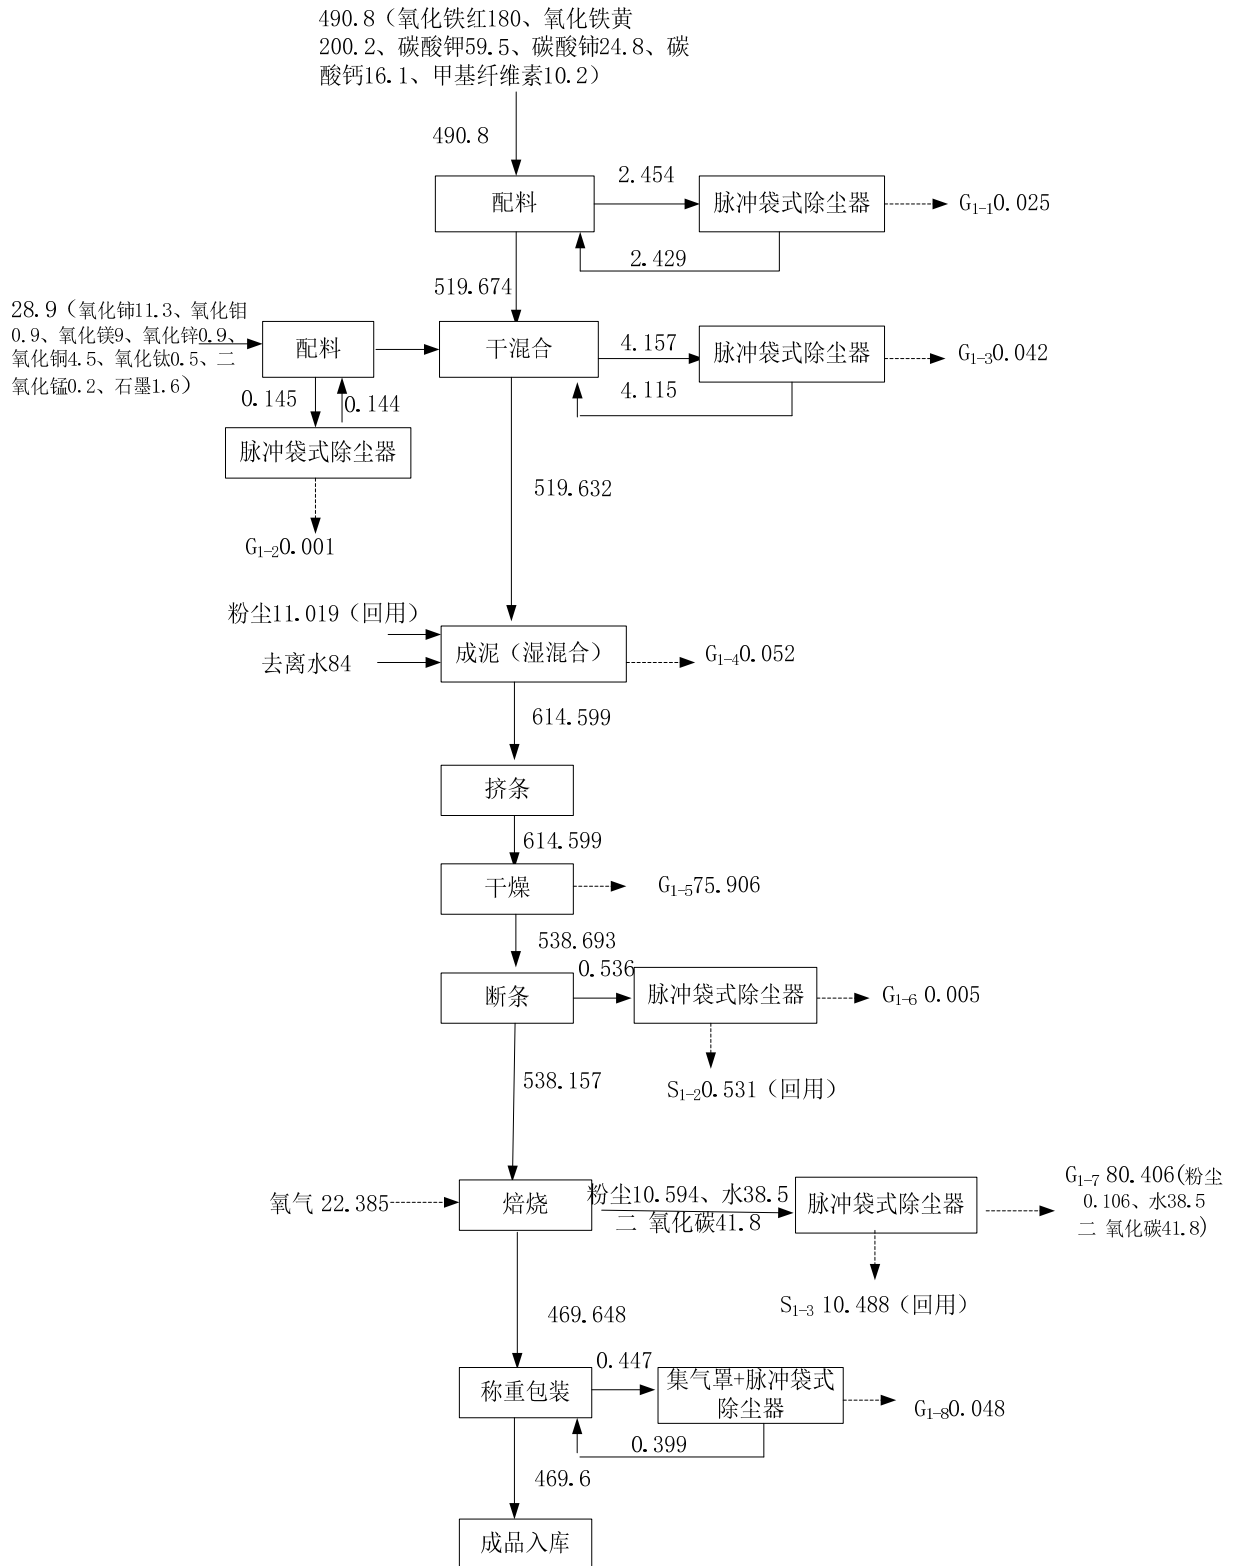 490.8（氧化铁红180、氧化铁黄
200.2、碳酸钾59.5、碳酸铈24.8、碳
酸钙16.1、甲基纤维素10.2）
490.8
配料
2.454
脉冲袋式除尘器
G1-10.025
2.429
519.674
28.9（氧化铈11.3、氧化钼
0.9、氧化镁9、氧化锌0.9、
氧化铜4.5、氧化钛0.5、二
氧化锰0.2、石墨1.6）
配料
干混合
4.157
脉冲袋式除尘器
G1-30.042
4.115
0.145
0.144
脉冲袋式除尘器
519.632
G1-20.001
粉尘11.019（回用）
去离水84
成泥（湿混合）
G1-40.052
614.599
挤条
614.599
干燥
G1-575.906
538.693
断条
0.536
脉冲袋式除尘器
G1-6 0.005
538.157
S1-20.531（回用）
氧气 22.385
焙烧
粉尘10.594、水38.5
二 氧化碳41.8
脉冲袋式除尘器
G1-7 80.406(粉尘
0.106、水38.5
二 氧化碳41.8)
S1-3 10.488（回用）
469.648
称重包装
0.447
集气罩+脉冲袋式
除尘器
G1-80.048
0.399
469.6
成品入库